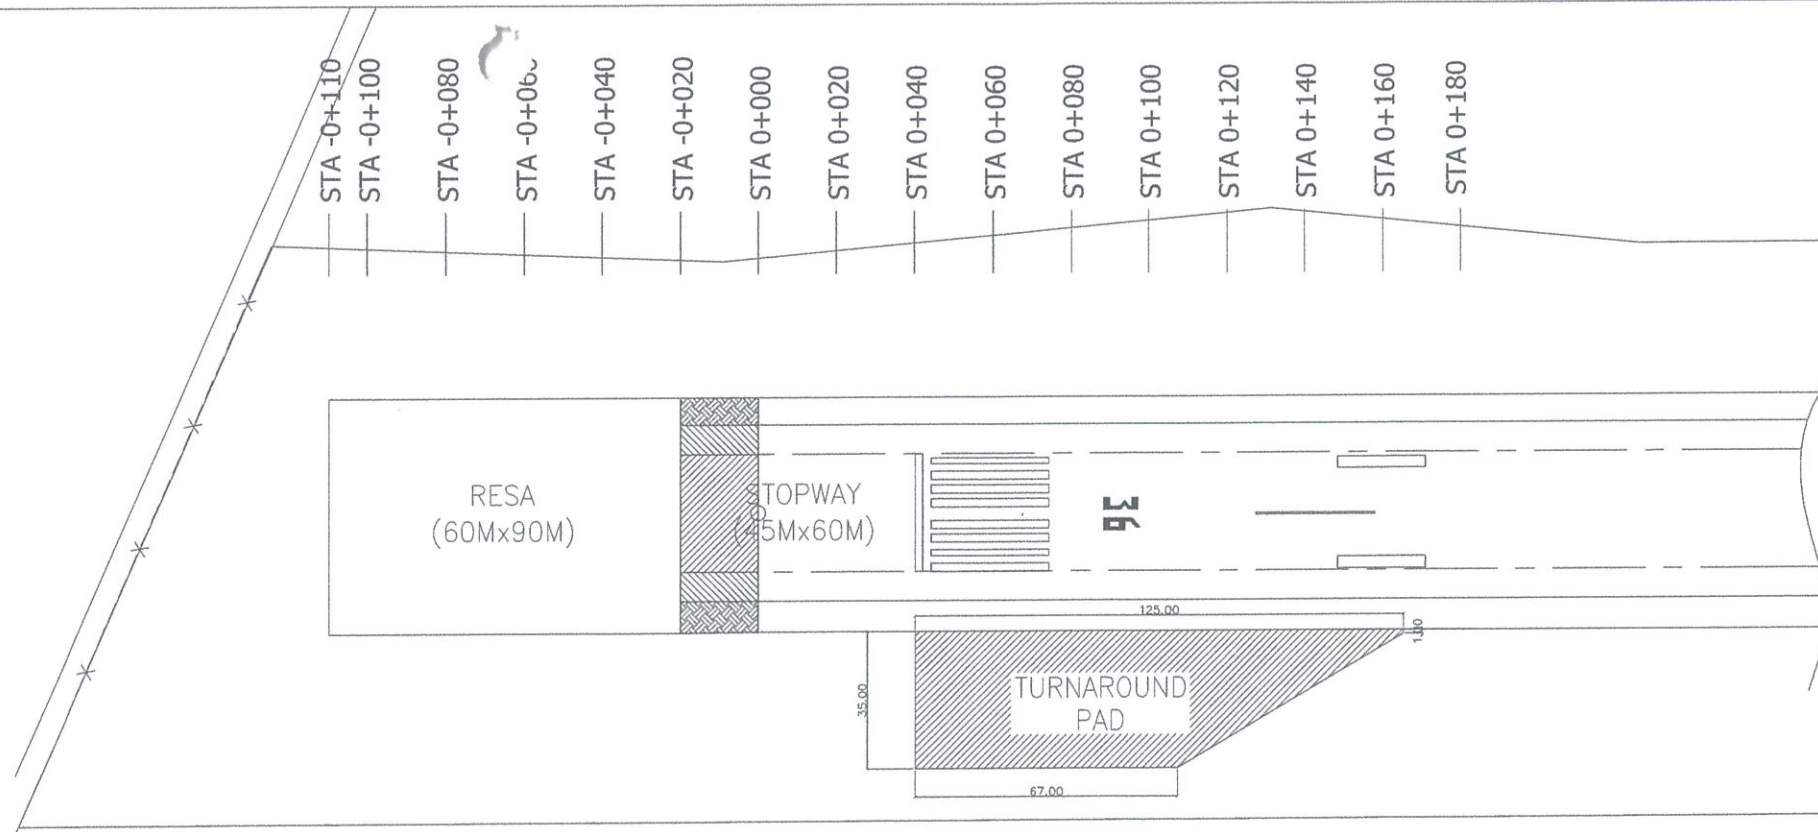 STA -0+110
STA -0+100
STA -0+080
STA -0+040
STA -0+020
STA 0+000
STA 0+020
STA 0+040
STA 0+060
STA 0+080
STA 0+100
STA 0+120
STA 0+140
STA 0+160
STA 0+180
RESA
(60Mx90M)
STOPWAY
(45Mx60M)
36
125.00
1.00
35.00
TURNAROUND
PAD
67.00